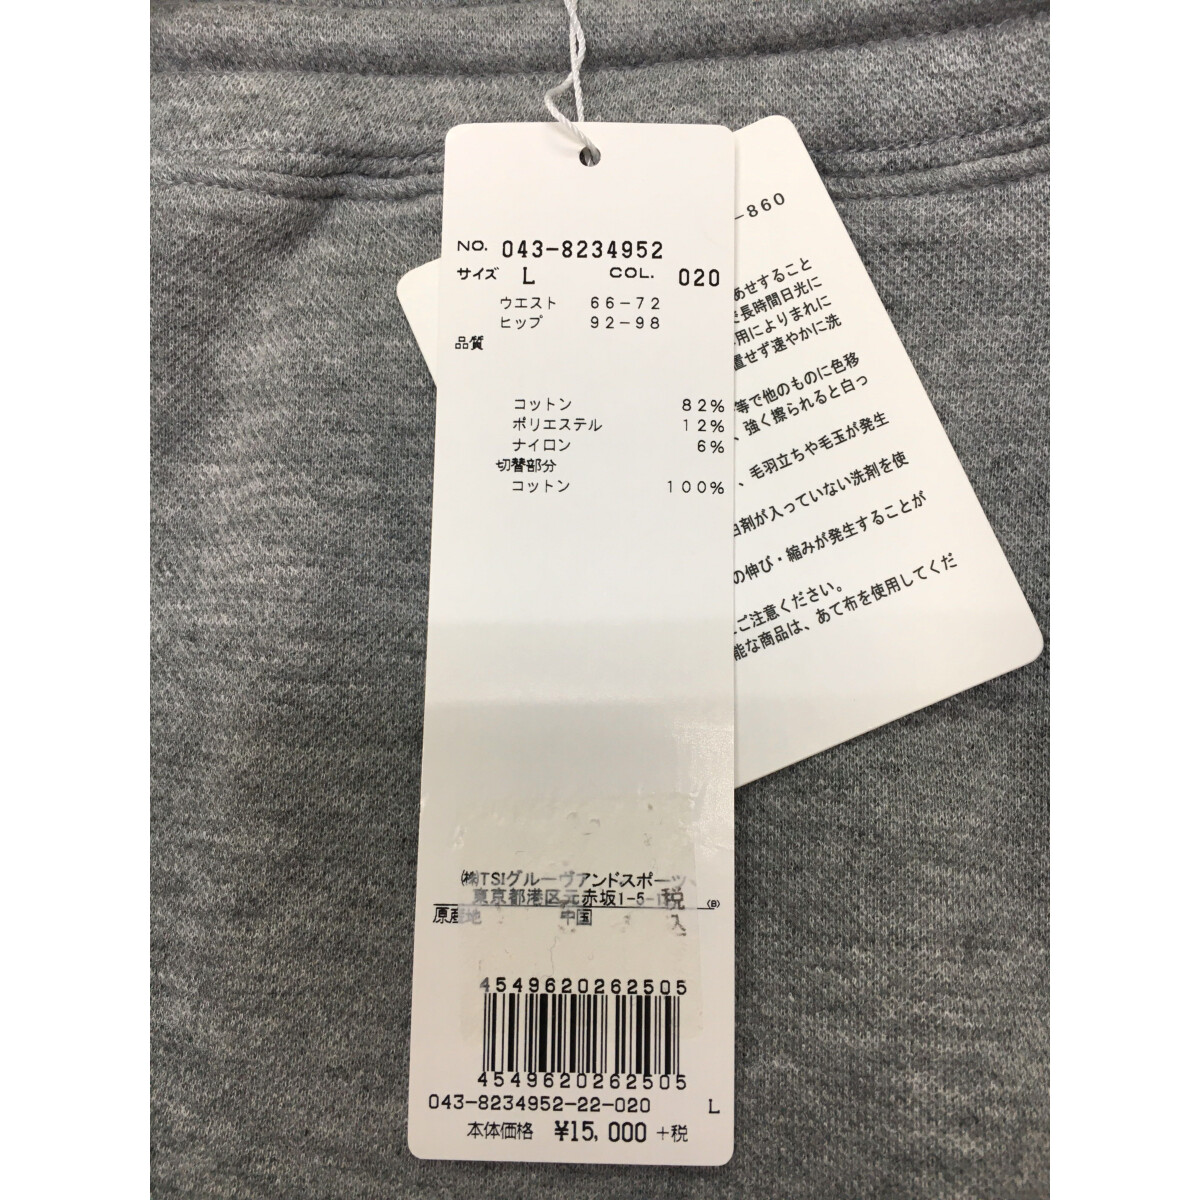 NO. 043-8234952
サイズ L COL. 020
ウエスト 66-72
ヒップ 92-98
品質
コットン 82%
ポリエステル 12%
ナイロン 6%
切替部分
コットン 100%
㈱TSIグルーヴアンドスポーツ
東京都港区元赤坂1-5-
税
(B)
原産地 中国
入
4549620262505
4549620262505
043-8234952-22-020 L
本体価格 ¥15,000 +税
-860
あせすること
長時間日光に
用によりまれに
置せず速やかに洗
等で他のものに色移
、強く擦られると白っ
、毛羽立ちや毛玉が発生
白剤が入っていない洗剤を使
の伸び・縮みが発生することが
ご注意ください。
能な商品は、あて布を使用してくだ